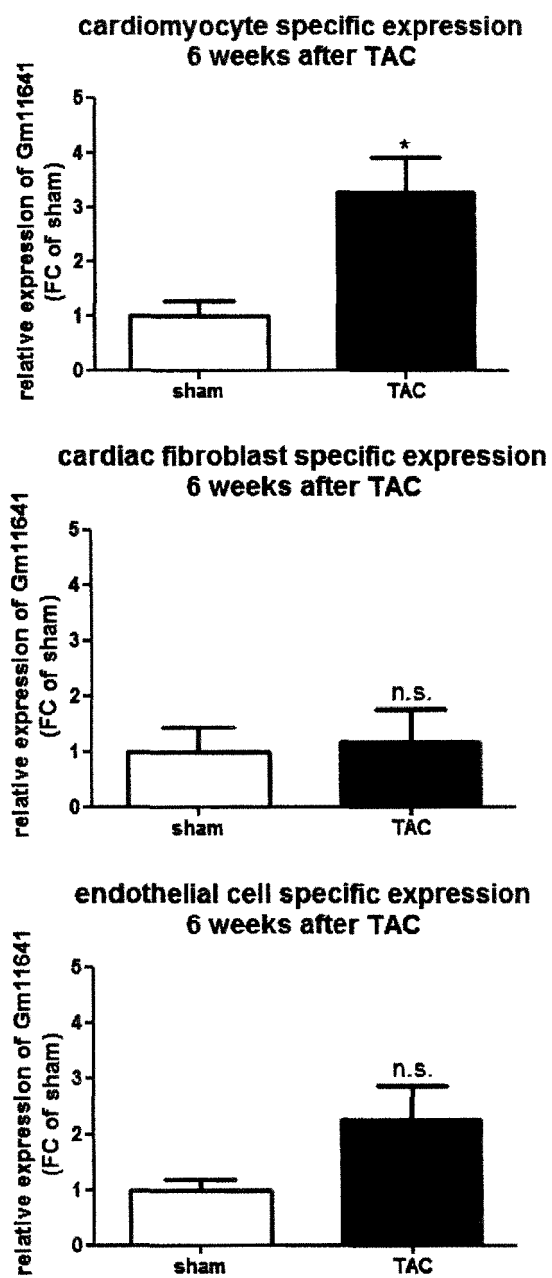 cardiomyocyte specific expression
6 weeks after TAC
relative expression of Gm11641
(FC of sham)
5
4
3
2
1
0
*
sham
TAC
cardiac fibroblast specific expression
6 weeks after TAC
relative expression of Gm11641
(FC of sham)
5
4
3
2
1
0
n.s.
sham
TAC
endothelial cell specific expression
6 weeks after TAC
relative expression of Gm11641
(FC of sham)
5
4
3
2
1
0
n.s.
sham
TAC